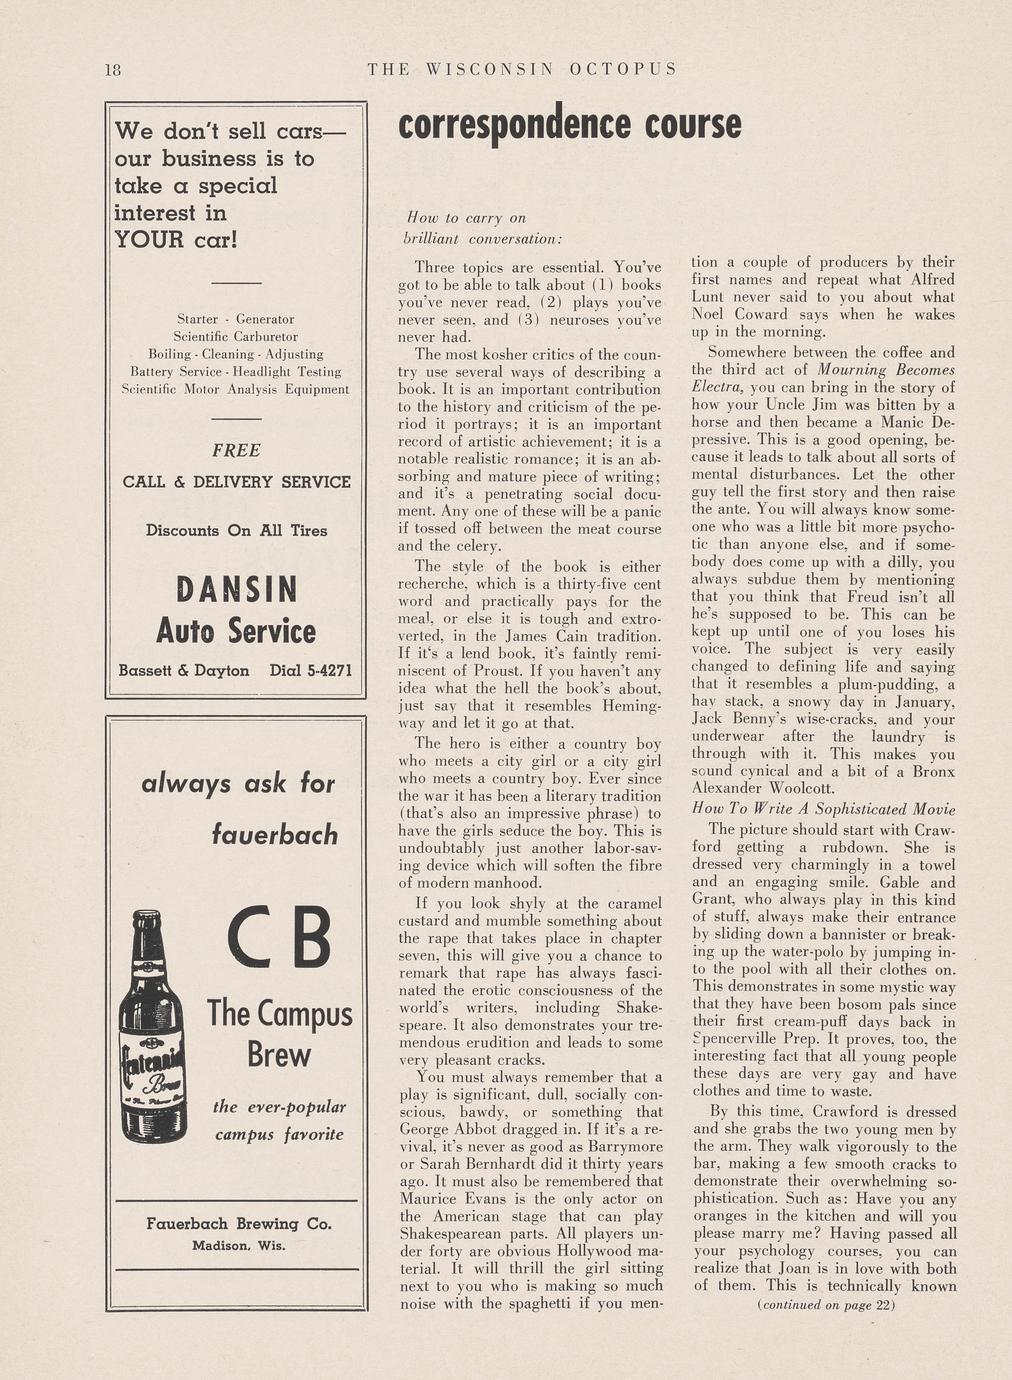 18
THE WISCONSIN OCTOPUS
We don't sell cars—
our business is to
take a special
interest in
YOUR car!
Starter - Generator
Scientific Carburetor
Boiling - Cleaning - Adjusting
Battery Service - Headlight Testing
Scientific Motor Analysis Equipment
FREE
CALL & DELIVERY SERVICE
Discounts On All Tires
DANSIN
Auto Service
Bassett & Dayton Dial 5-4271
always ask for
fauerbach
CB
The Campus
Brew
Centennial
Brew
the ever-popular
campus favorite
Fauerbach Brewing Co.
Madison, Wis.
correspondence course
How to carry on
brilliant conversation:
Three topics are essential. You've
got to be able to talk about (1) books
you've never read, (2) plays you've
never seen, and (3) neuroses you've
never had.
The most kosher critics of the coun-
try use several ways of describing a
book. It is an important contribution
to the history and criticism of the pe-
riod it portrays; it is an important
record of artistic achievement; it is a
notable realistic romance; it is an ab-
sorbing and mature piece of writing;
and it's a penetrating social docu-
ment. Any one of these will be a panic
if tossed off between the meat course
and the celery.
The style of the book is either
recherche, which is a thirty-five cent
word and practically pays for the
meal, or else it is tough and extro-
verted, in the James Cain tradition.
If it's a lend book, it's faintly remi-
niscent of Proust. If you haven't any
idea what the hell the book's about,
just say that it resembles Heming-
way and let it go at that.
The hero is either a country boy
who meets a city girl or a city girl
who meets a country boy. Ever since
the war it has been a literary tradition
(that's also an impressive phrase) to
have the girls seduce the boy. This is
undoubtably just another labor-sav-
ing device which will soften the fibre
of modern manhood.
If you look shyly at the caramel
custard and mumble something about
the rape that takes place in chapter
seven, this will give you a chance to
remark that rape has always fasci-
nated the erotic consciousness of the
world's writers, including Shake-
speare. It also demonstrates your tre-
mendous erudition and leads to some
very pleasant cracks.
You must always remember that a
play is significant, dull, socially con-
scious, bawdy, or something that
George Abbot dragged in. If it's a re-
vival, it's never as good as Barrymore
or Sarah Bernhardt did it thirty years
ago. It must also be remembered that
Maurice Evans is the only actor on
the American stage that can play
Shakespearean parts. All players un-
der forty are obvious Hollywood ma-
terial. It will thrill the girl sitting
next to you who is making so much
noise with the spaghetti if you men-
tion a couple of producers by their
first names and repeat what Alfred
Lunt never said to you about what
Noel Coward says when he wakes
up in the morning.
Somewhere between the coffee and
the third act of Mourning Becomes
Electra, you can bring in the story of
how your Uncle Jim was bitten by a
horse and then became a Manic De-
pressive. This is a good opening, be-
cause it leads to talk about all sorts of
mental disturbances. Let the other
guy tell the first story and then raise
the ante. You will always know some-
one who was a little bit more psycho-
tic than anyone else, and if some-
body does come up with a dilly, you
always subdue them by mentioning
that you think that Freud isn't all
he's supposed to be. This can be
kept up until one of you loses his
voice. The subject is very easily
changed to defining life and saying
that it resembles a plum-pudding, a
hay stack, a snowy day in January,
Jack Benny's wise-cracks, and your
underwear after the laundry is
through with it. This makes you
sound cynical and a bit of a Bronx
Alexander Woolcott.
How To Write A Sophisticated Movie
The picture should start with Craw-
ford getting a rubdown. She is
dressed very charmingly in a towel
and an engaging smile. Gable and
Grant, who always play in this kind
of stuff, always make their entrance
by sliding down a bannister or break-
ing up the water-polo by jumping in-
to the pool with all their clothes on.
This demonstrates in some mystic way
that they have been bosom pals since
their first cream-puff days back in
Spencerville Prep. It proves, too, the
interesting fact that all young people
these days are very gay and have
clothes and time to waste.
By this time, Crawford is dressed
and she grabs the two young men by
the arm. They walk vigorously to the
bar, making a few smooth cracks to
demonstrate their overwhelming so-
phistication. Such as: Have you any
oranges in the kitchen and will you
please marry me? Having passed all
your psychology courses, you can
realize that Joan is in love with both
of them. This is technically known
(continued on page 22)